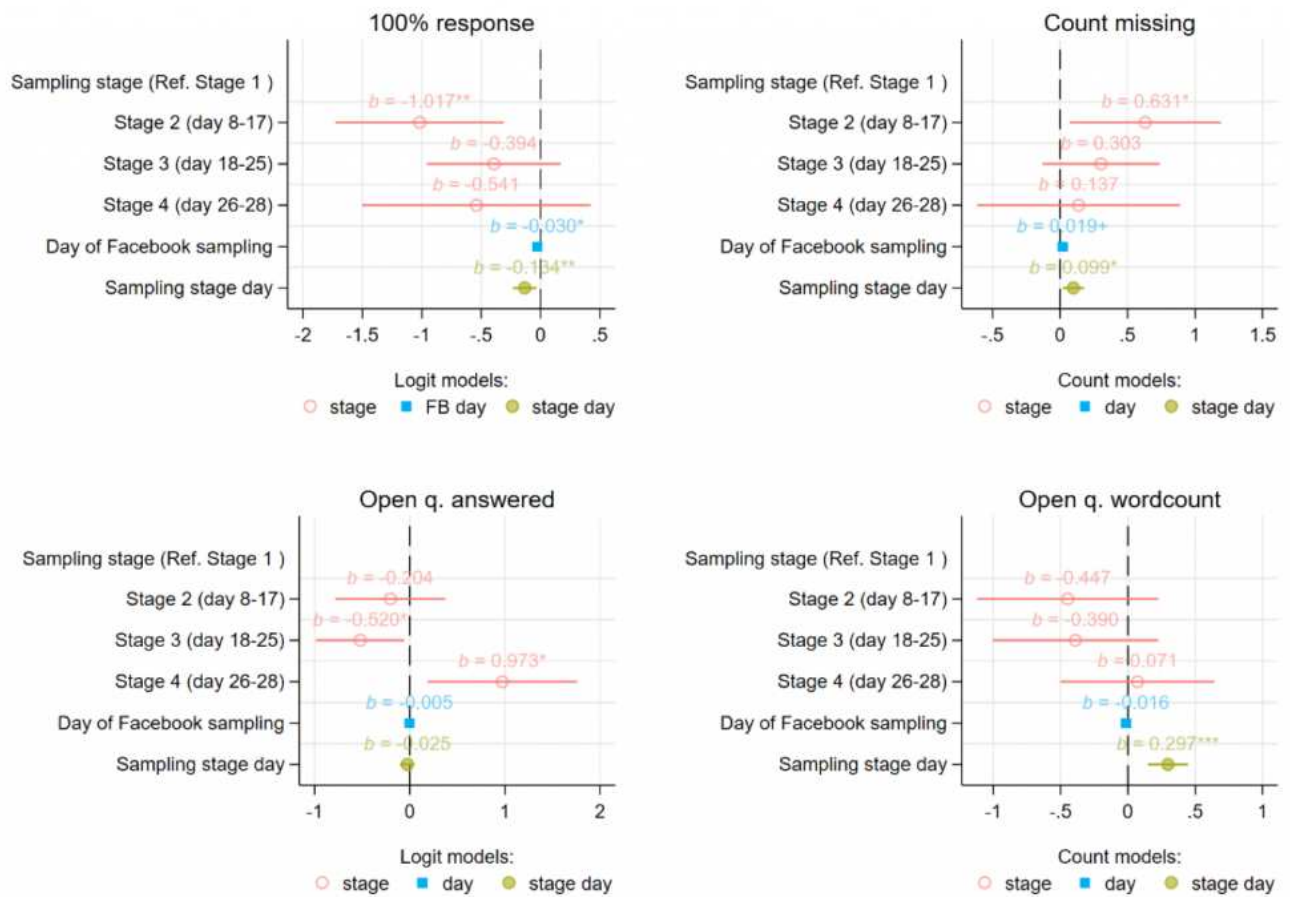 100% response
Sampling stage (Ref. Stage 1 )
b = -1.017**
Stage 2 (day 8-17)
b = -0.394
Stage 3 (day 18-25)
b = -0.541
Stage 4 (day 26-28)
b = -0.030*
Day of Facebook sampling
b = -0.134**
Sampling stage day
-2 -1.5 -1 -.5 0 .5
Logit models:
stage FB day stage day
Count missing
Sampling stage (Ref. Stage 1 )
b = 0.631*
Stage 2 (day 8-17)
b = 0.303
Stage 3 (day 18-25)
b = 0.137
Stage 4 (day 26-28)
b = 0.019+
Day of Facebook sampling
b = 0.099*
Sampling stage day
-.5 0 .5 1 1.5
Count models:
stage day stage day
Open q. answered
Sampling stage (Ref. Stage 1 )
b = -0.204
Stage 2 (day 8-17)
b = -0.520*
Stage 3 (day 18-25)
b = 0.973*
Stage 4 (day 26-28)
b = -0.005
Day of Facebook sampling
b = -0.025
Sampling stage day
-1 0 1 2
Logit models:
stage day stage day
Open q. wordcount
Sampling stage (Ref. Stage 1 )
b = -0.447
Stage 2 (day 8-17)
b = -0.390
Stage 3 (day 18-25)
b = 0.071
Stage 4 (day 26-28)
b = -0.016
Day of Facebook sampling
b = 0.297***
Sampling stage day
-1 -.5 0 .5 1
Count models:
stage day stage day